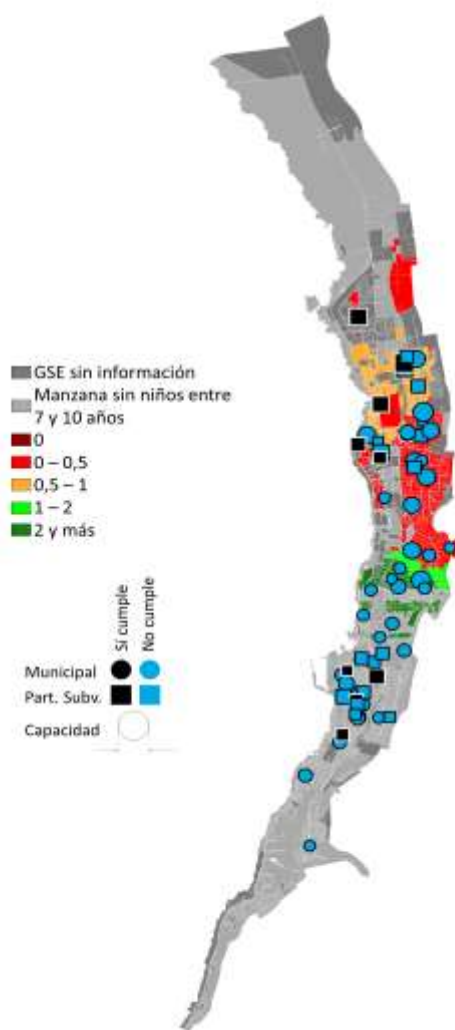 GSE sin información
Manzana sin niños entre
7 y 10 años
0
0 – 0,5
0,5 – 1
1 – 2
2 y más
Sí cumple
No cumple
Municipal
Part. Subv.
Capacidad